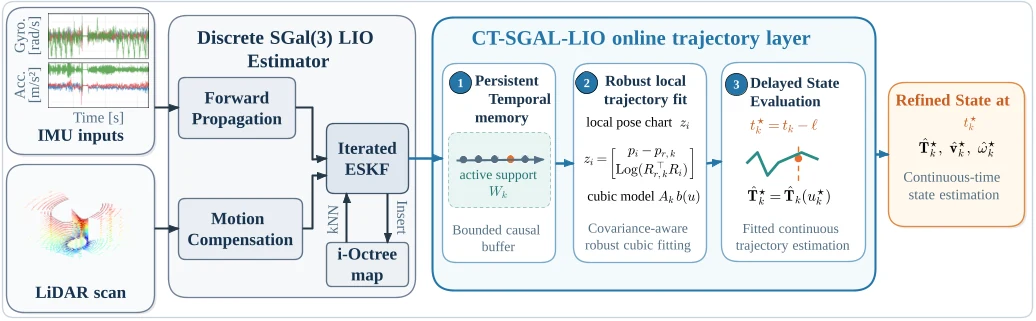 Gyro.
[rad/s]
Acc.
[m/s²]
Time [s]
IMU inputs
LiDAR scan
Discrete SGal(3) LIO
Estimator
Forward
Propagation
Motion
Compensation
Iterated
ESKF
kNN
Insert
i-Octree
map
CT-SGAL-LIO online trajectory layer
1 Persistent
Temporal
memory
active support
W_k
Bounded causal
buffer
2 Robust local
trajectory fit
local pose chart z_i
z_i = [p_i − p_{r,k}
Log(R_{r,k}^⊤ R_i)]
cubic model A_k b(u)
Covariance-aware
robust cubic fitting
3 Delayed State
Evaluation
t_k^⋆ = t_k − ℓ
T̂_k^⋆ = T̂_k(u_k^⋆)
Fitted continuous
trajectory estimation
Refined State at
t_k^⋆
T̂_k^⋆, v̂_k^⋆, ω̂_k^⋆
Continuous-time
state estimation